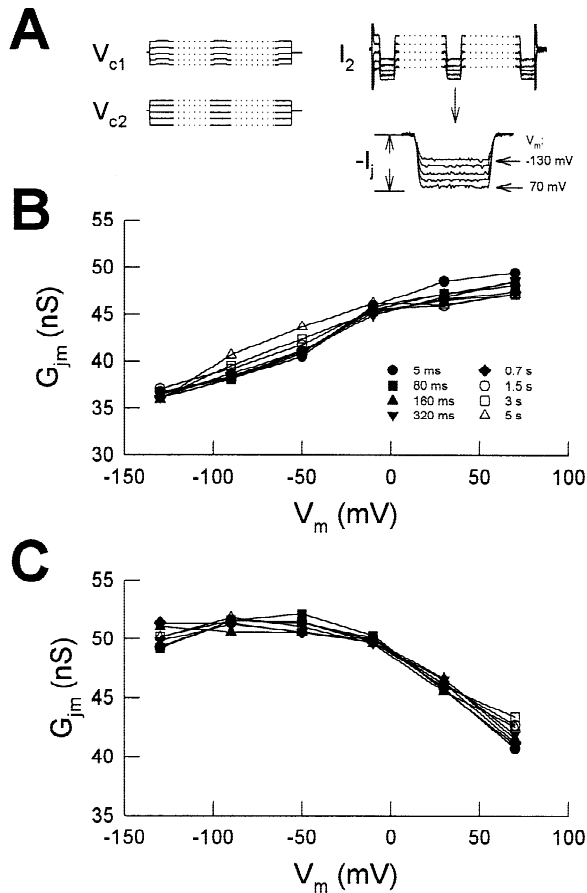 A
Vc1
Vc2
I2
-Ij
Vm:
-130 mV
70 mV
B
55
50
45
40
35
30
Gjm (nS)
5 ms
80 ms
160 ms
320 ms
0.7 s
1.5 s
3 s
5 s
-150 -100 -50 0 50 100
Vm (mV)
C
55
50
45
40
35
Gjm (nS)
-150 -100 -50 0 50 100
Vm (mV)